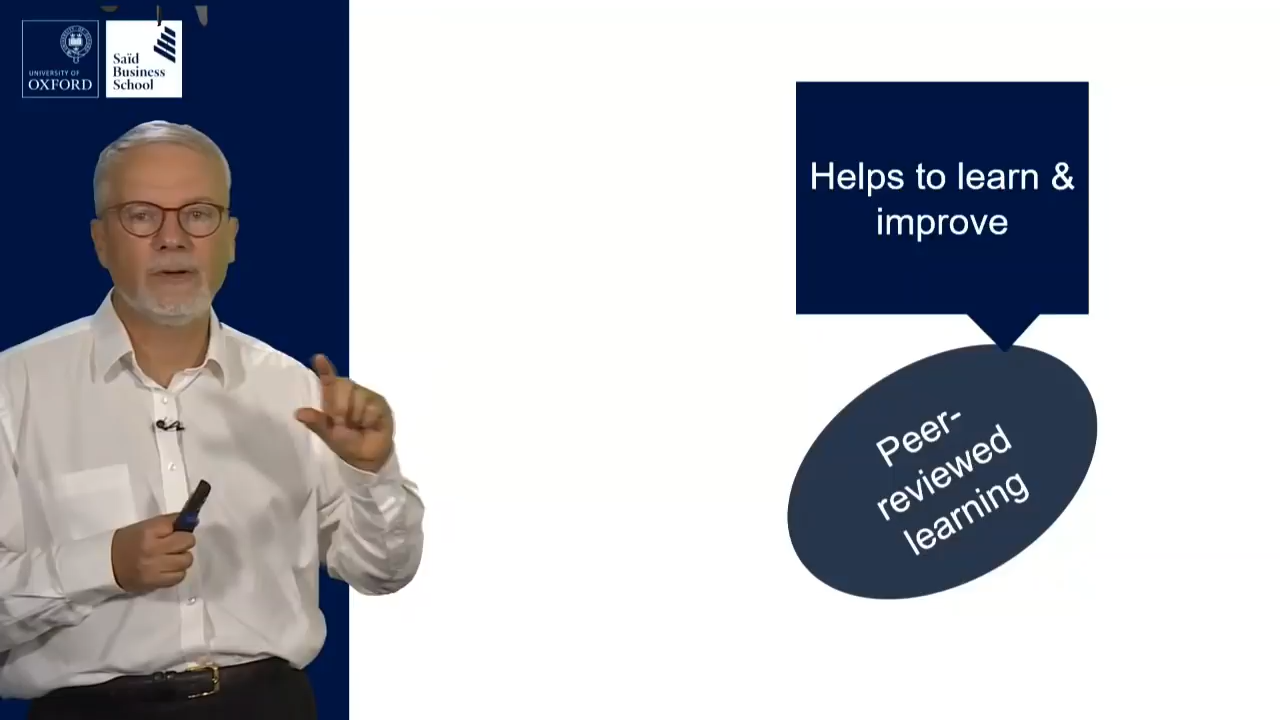 UNIVERSITY OF
OXFORD
Saïd
Business
School
Helps to learn &
improve
Peer-
reviewed
learning